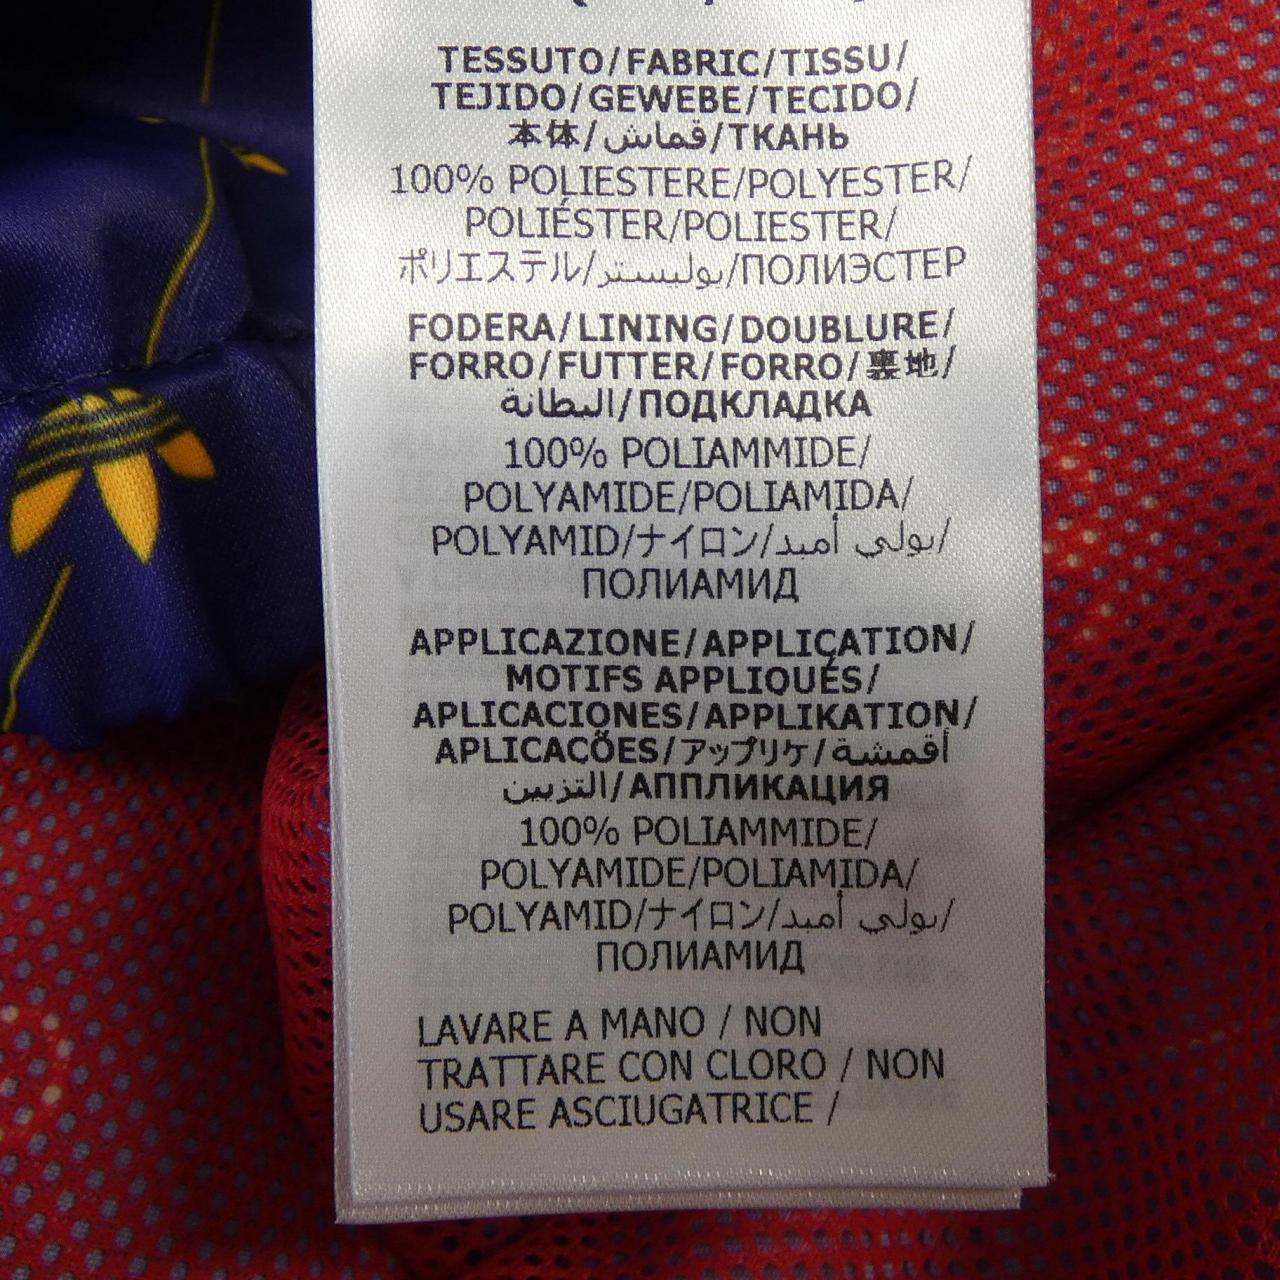 TESSUTO/FABRIC/TISSU/
TEJIDO/GEWEBE/TECIDO/
本体/قماش/ТКАНЬ
100% POLIESTERE/POLYESTER/
POLIÉSTER/POLIESTER/
ポリエステル/بوليستر/ПОЛИЭСТЕР
FODERA/LINING/DOUBLURE/
FORRO/FUTTER/FORRO/裏地/
البطانة/ПОДКЛАДКА
100% POLIAMMIDE/
POLYAMIDE/POLIAMIDA/
POLYAMID/ナイロン/بولي أميد/
ПОЛИАМИД
APPLICAZIONE/APPLICATION/
MOTIFS APPLIQUÉS/
APLICACIONES/APPLIKATION/
APLICAÇÕES/アップリケ/أقمشة
التزيين/АППЛИКАЦИЯ
100% POLIAMMIDE/
POLYAMIDE/POLIAMIDA/
POLYAMID/ナイロン/بولي أميد/
ПОЛИАМИД
LAVARE A MANO / NON
TRATTARE CON CLORO / NON
USARE ASCIUGATRICE /